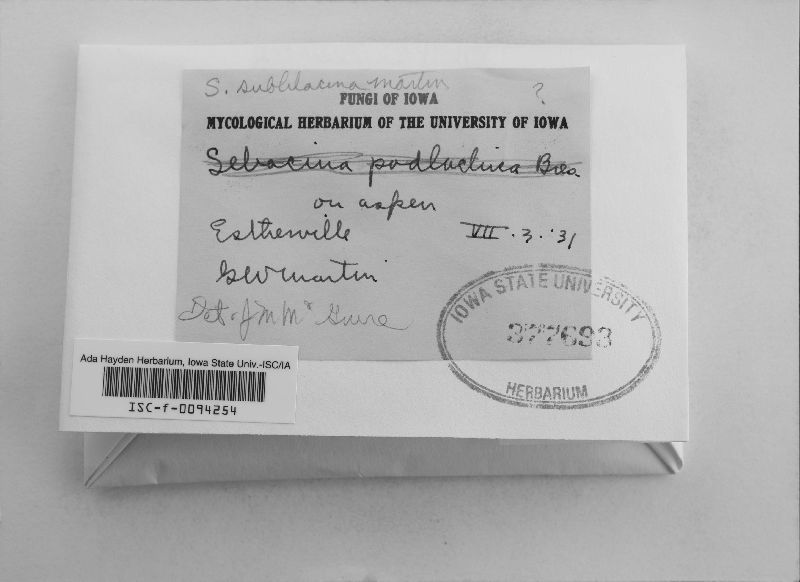 S. sublilacina Martin ?
FUNGI OF IOWA
MYCOLOGICAL HERBARIUM OF THE UNIVERSITY OF IOWA
Sebacina podlachica Bres
on aspen
Estherville VII. 3. '31
GW Martin
Det. J M McGuire
IOWA STATE UNIVERSITY
377693
HERBARIUM
Ada Hayden Herbarium, Iowa State Univ.-ISC/IA
ISC-f-0094254